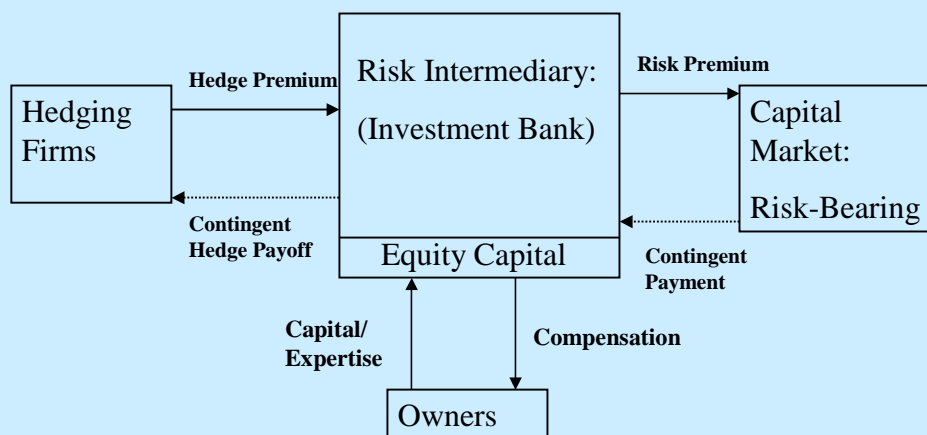 Hedging
Firms
Hedge Premium
Contingent
Hedge Payoff
Risk Intermediary:
(Investment Bank)
Equity Capital
Risk Premium
Capital
Market:
Risk-Bearing
Contingent
Payment
Capital/
Expertise
Compensation
Owners